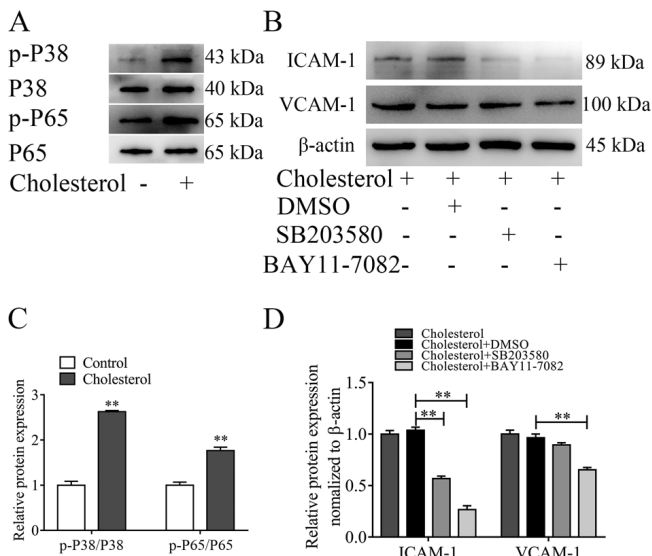 A
p-P38 43 kDa
P38 40 kDa
p-P65 65 kDa
P65 65 kDa
Cholesterol - +
B
ICAM-1 89 kDa
VCAM-1 100 kDa
β-actin 45 kDa
Cholesterol + + + +
DMSO - + - -
SB203580 - - + -
BAY11-7082 - - - +
C
Control
Cholesterol
Relative protein expression
3
2
1
0
**
**
p-P38/P38 p-P65/P65
D
Cholesterol
Cholesterol+DMSO
Cholesterol+SB203580
Cholesterol+BAY11-7082
Relative protein expression
nomalized to β-actin
1.5
1.0
0.5
0.0
**
**
**
ICAM-1 VCAM-1